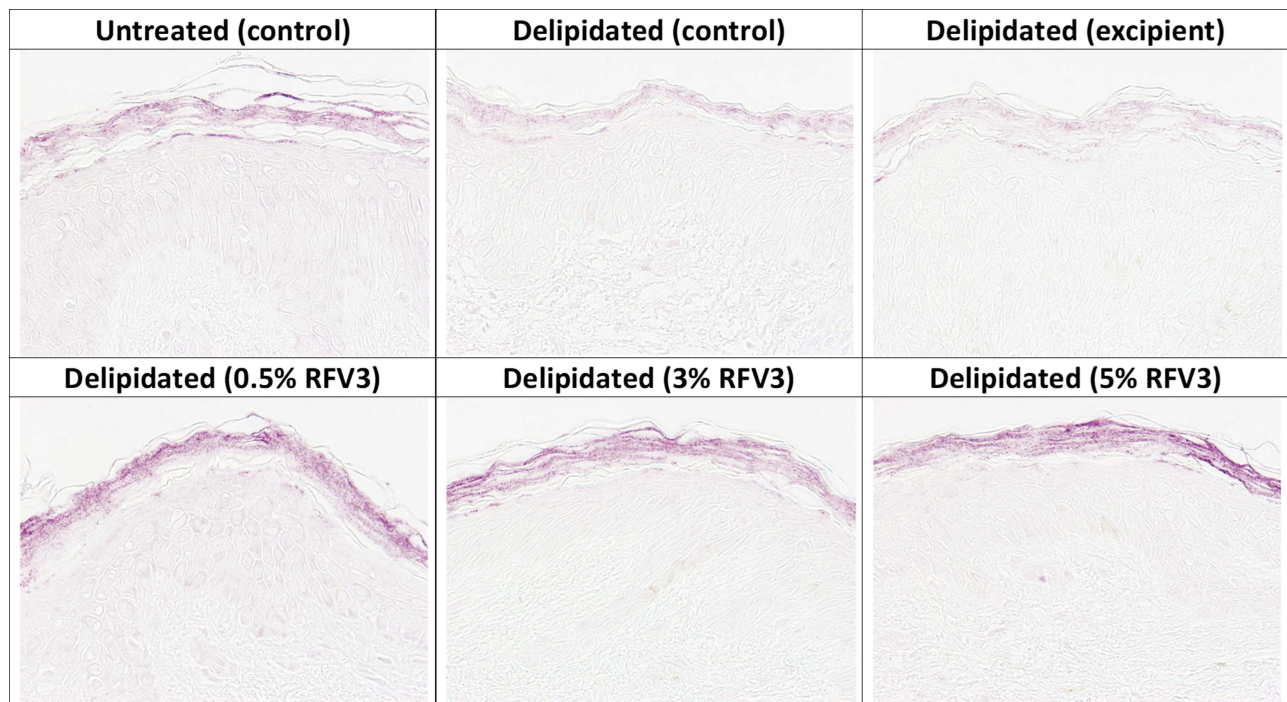 Untreated (control)
Delipidated (control)
Delipidated (excipient)
Delipidated (0.5% RFV3)
Delipidated (3% RFV3)
Delipidated (5% RFV3)